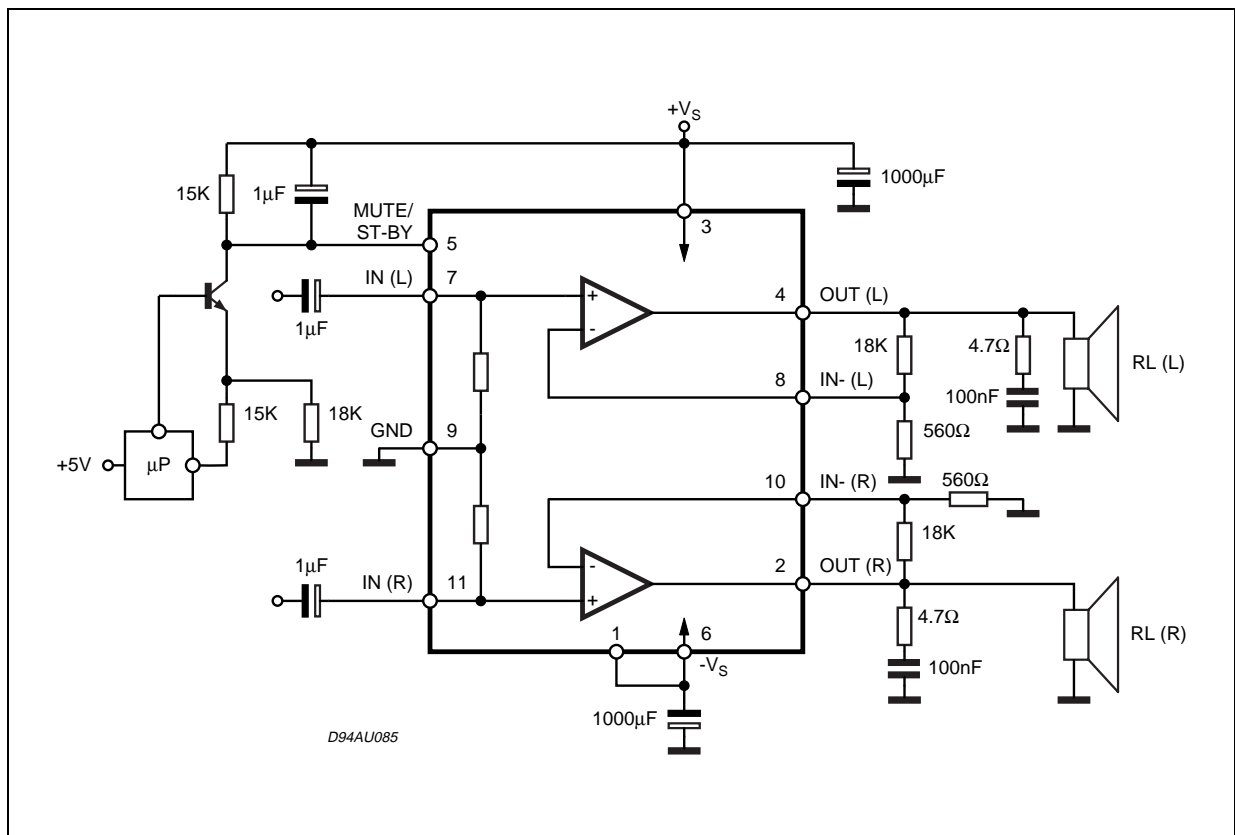 +VS
1000μF
15K
1μF
MUTE/
ST-BY
5
3
IN (L)
7
1μF
+
-
4
OUT (L)
18K
4.7Ω
RL (L)
8
IN- (L)
100nF
15K
18K
GND
9
560Ω
+5V
μP
10
IN- (R)
560Ω
18K
1μF
IN (R)
11
-
+
2
OUT (R)
4.7Ω
RL (R)
1
6
-VS
100nF
1000μF
D94AU085